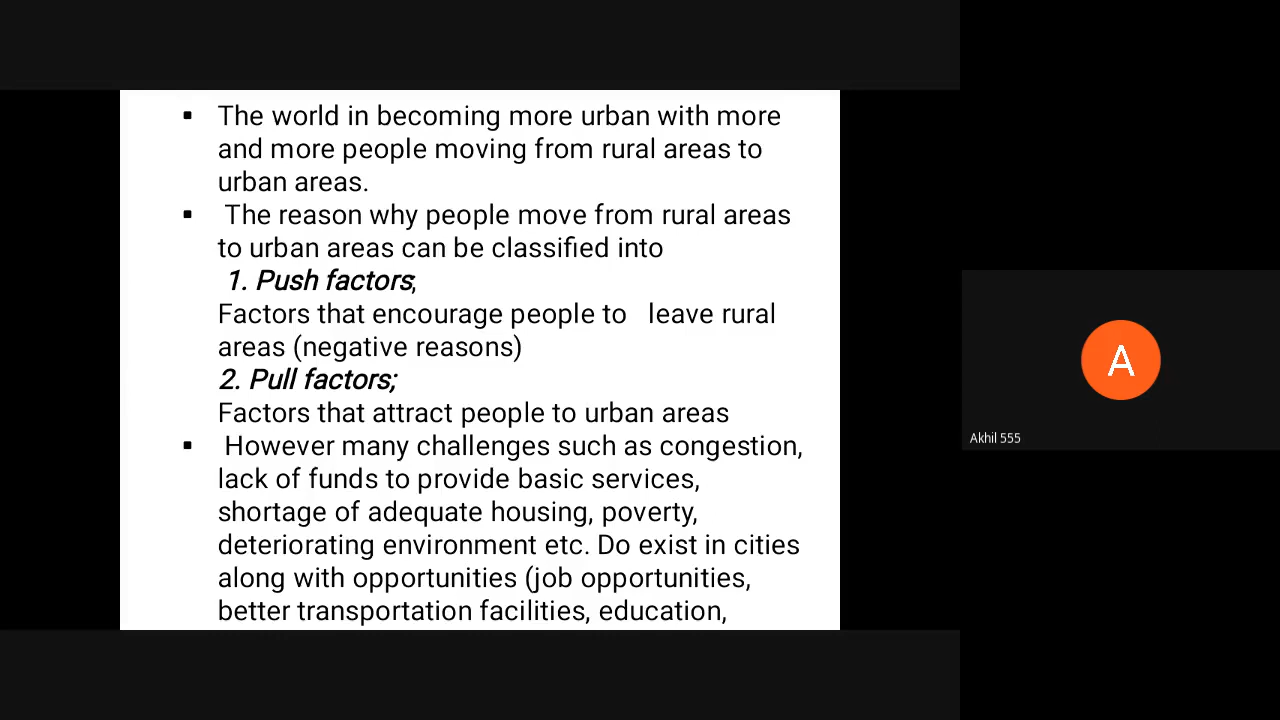 ▪ The world in becoming more urban with more
and more people moving from rural areas to
urban areas.
▪ The reason why people move from rural areas
to urban areas can be classified into
1. Push factors;
Factors that encourage people to leave rural
areas (negative reasons)
2. Pull factors;
Factors that attract people to urban areas
▪ However many challenges such as congestion,
lack of funds to provide basic services,
shortage of adequate housing, poverty,
deteriorating environment etc. Do exist in cities
along with opportunities (job opportunities,
better transportation facilities, education,
A
Akhil 555